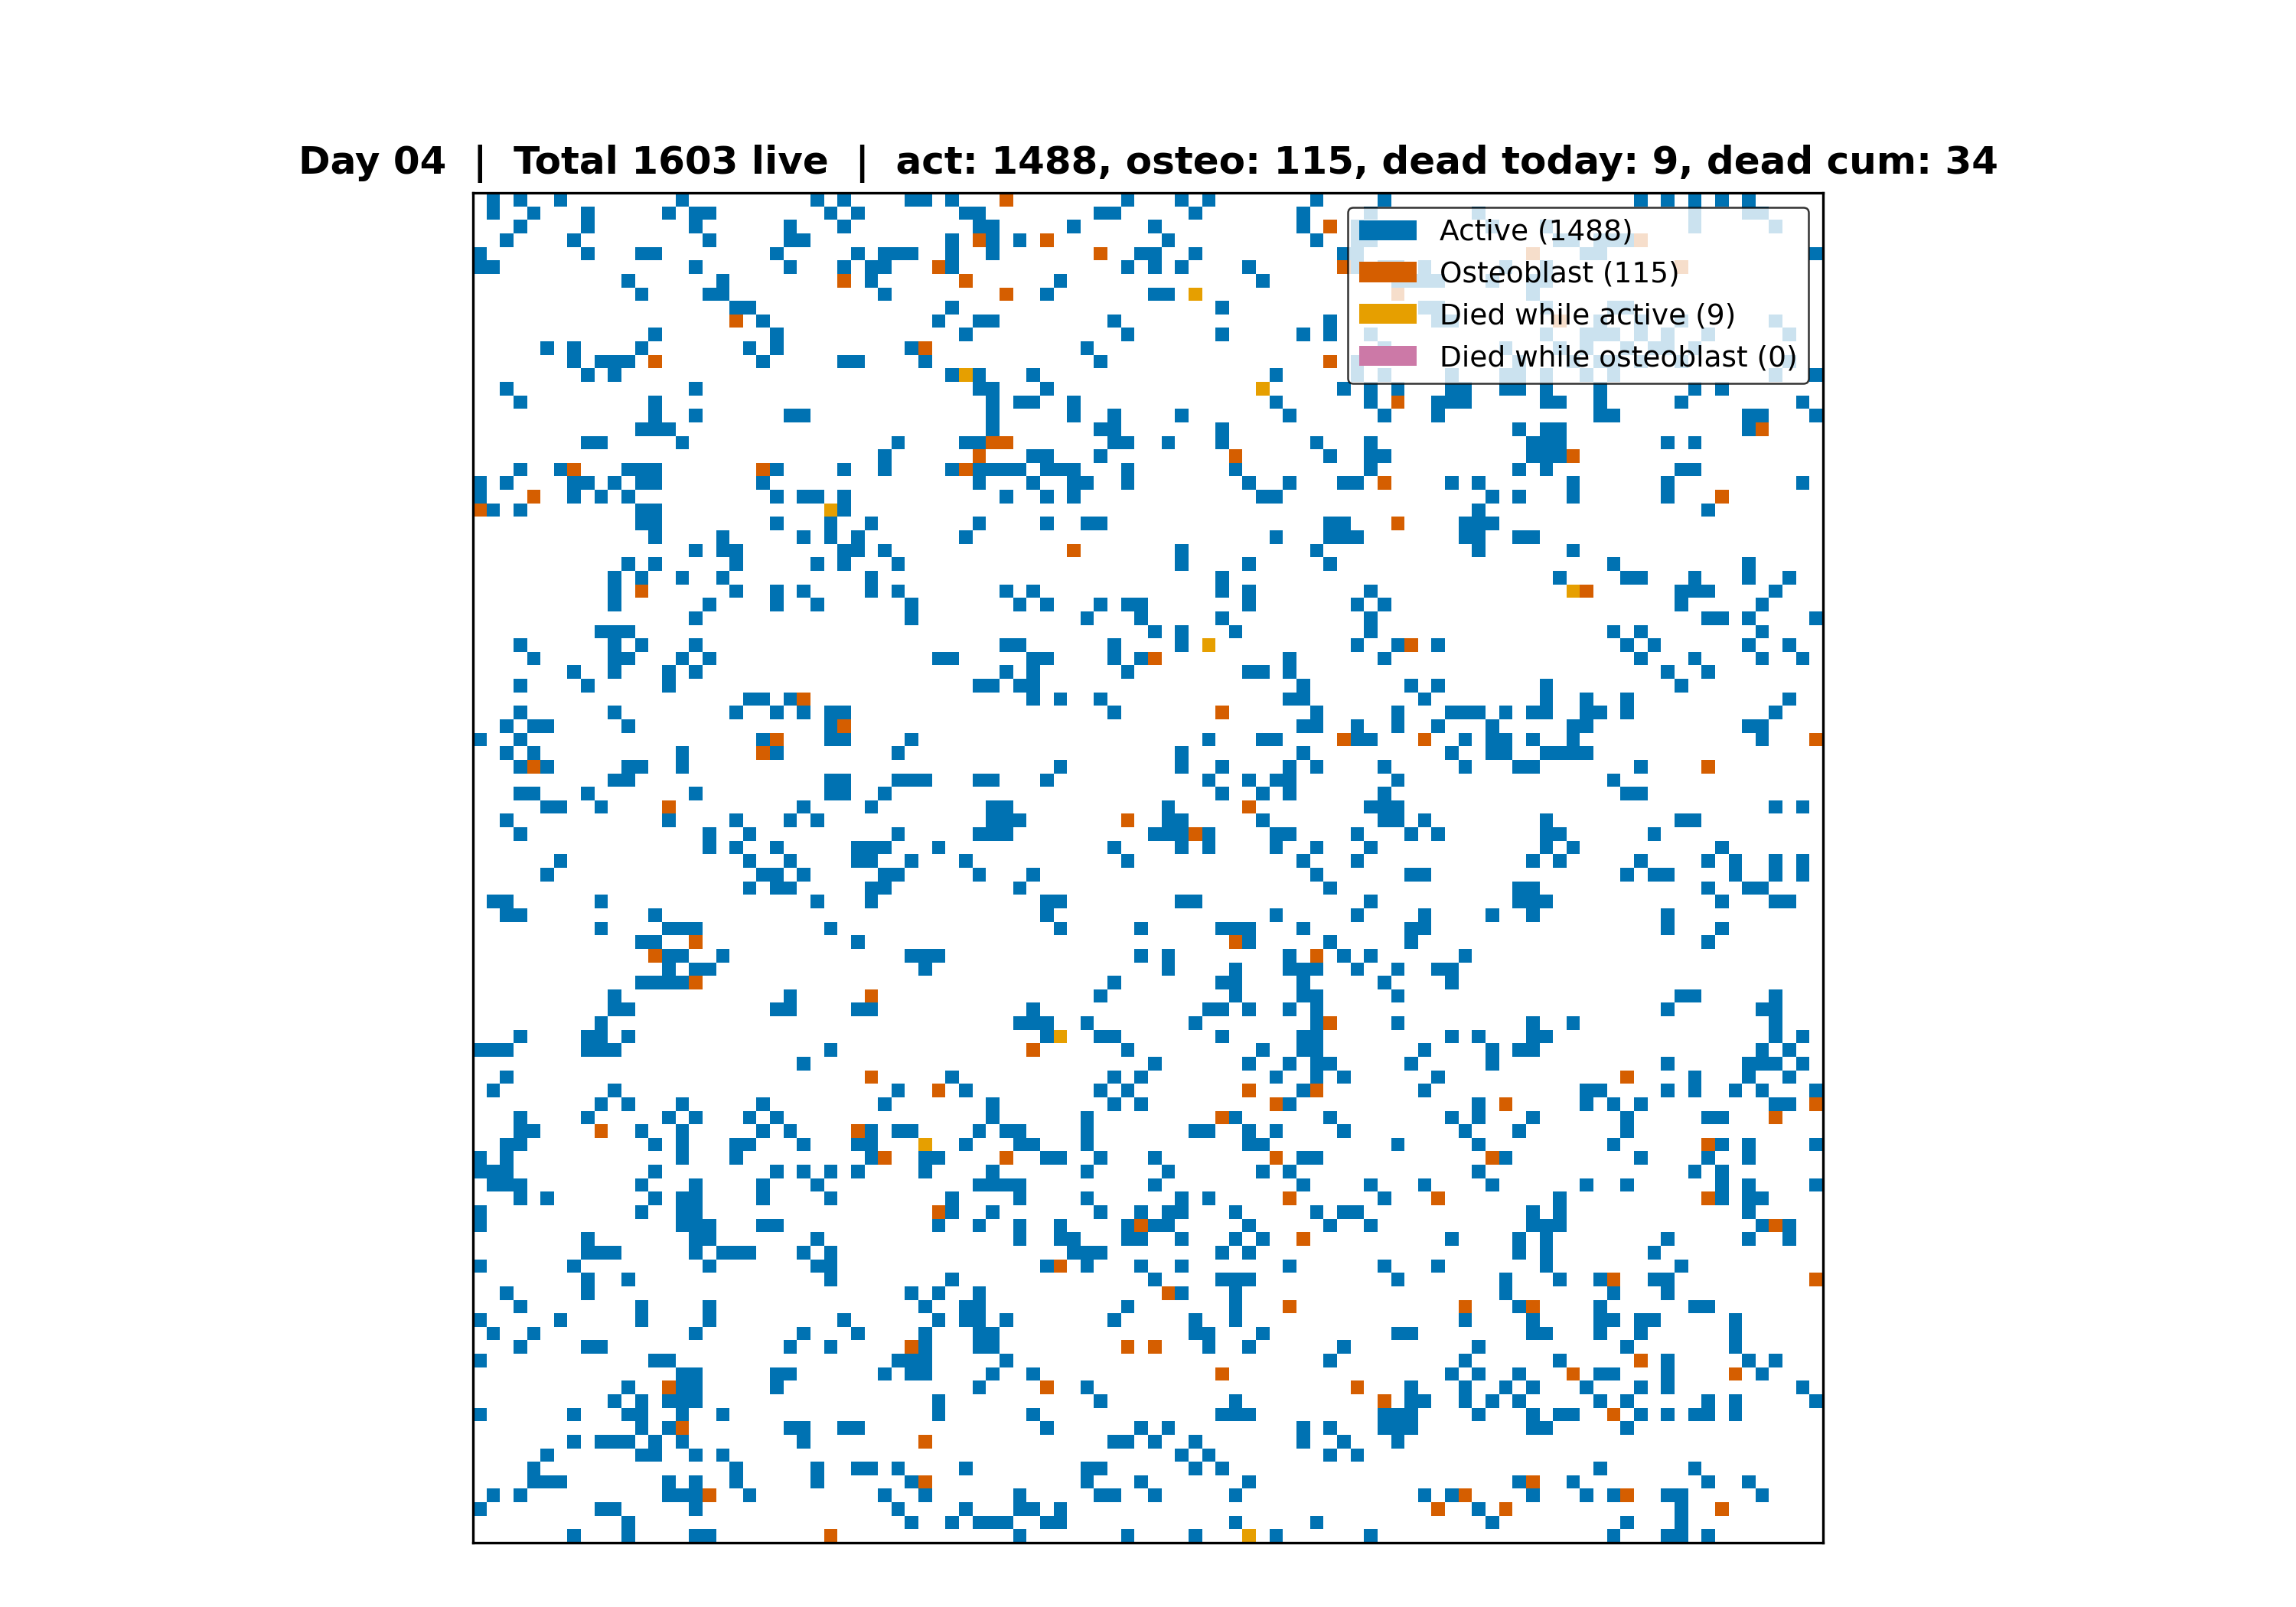 Day 04 | Total 1603 live | act: 1488, osteo: 115, dead today: 9, dead cum: 34
Active (1488)
Osteoblast (115)
Died while active (9)
Died while osteoblast (0)